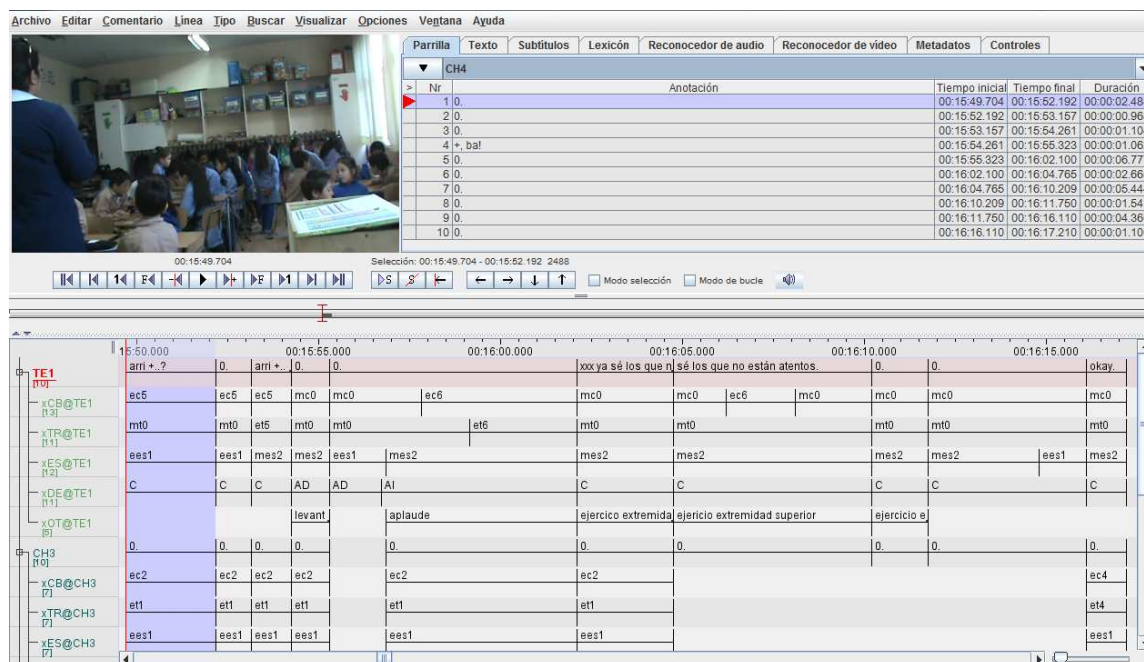 Archivo Editar Comentario Linea Tipo Buscar Visualizar Opciones Ventana Ayuda
Parrilla Texto Subtítulos Lexicón Reconocedor de audio Reconocedor de vídeo Metadatos Controles
CH4
> Nr Anotación Tiempo inicial Tiempo final Duración
1 0. 00:15:49.704 00:15:52.192 00:00:02.48
2 0. 00:15:52.192 00:15:53.157 00:00:00.96
3 0. 00:15:53.157 00:15:54.261 00:00:01.10
4 +, ba! 00:15:54.261 00:15:55.323 00:00:01.06
5 0. 00:15:55.323 00:16:02.100 00:00:06.77
6 0. 00:16:02.100 00:16:04.765 00:00:02.66
7 0. 00:16:04.765 00:16:10.209 00:00:05.44
8 0. 00:16:10.209 00:16:11.750 00:00:01.54
9 0. 00:16:11.750 00:16:16.110 00:00:04.36
10 0. 00:16:16.110 00:16:17.210 00:00:01.10
00:15:49.704 Selección: 00:15:49.704 - 00:15:52.192 2488
1 F F 1 S S Modo selección Modo de bucle
15:50.000 00:15:55.000 00:16:00.000 00:16:05.000 00:16:10.000 00:16:15.000
TE1 [10] arri +..? 0. arri +.. 0. 0. xxx ya sé los que n sé los que no están atentos. 0. 0. okay.
xCB@TE1 [13] ec5 ec5 ec5 mc0 mc0 ec6 mc0 mc0 ec6 mc0 mc0 mc0 mc0
xTR@TE1 [11] mt0 mt0 et5 mt0 mt0 et6 mt0 mt0 mt0 mt0 mt0
xES@TE1 [12] ees1 ees1 mes2 mes2 ees1 mes2 mes2 mes2 mes2 mes2 ees1 mes2
xDE@TE1 [11] C C C AD AD AI C C C C C
xOT@TE1 levant aplaude ejercico extremida ejericio extremidad superior ejercicio e
CH3 [10] 0. 0. 0. 0. 0. 0. 0. 0. 0.
xCB@CH3 [7] ec2 ec2 ec2 ec2 ec2 ec2 ec4
xTR@CH3 [7] et1 et1 et1 et1 et1 et1 et4
xES@CH3 [7] ees1 ees1 ees1 ees1 ees1 ees1 ees1